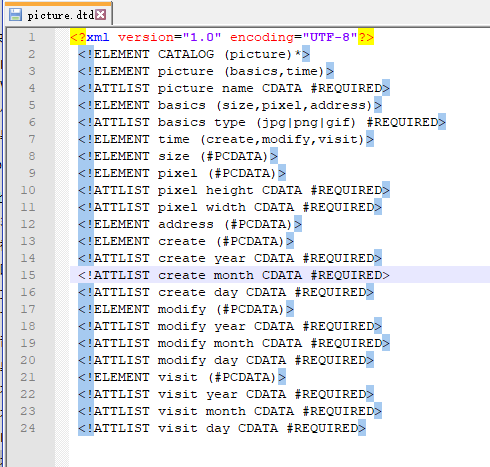 picture.dtd
1 <?xml version="1.0" encoding="UTF-8"?>
2 <!ELEMENT CATALOG (picture)*>
3 <!ELEMENT picture (basics,time)>
4 <!ATTLIST picture name CDATA #REQUIRED>
5 <!ELEMENT basics (size,pixel,address)>
6 <!ATTLIST basics type (jpg|png|gif) #REQUIRED>
7 <!ELEMENT time (create,modify,visit)>
8 <!ELEMENT size (#PCDATA)>
9 <!ELEMENT pixel (#PCDATA)>
10 <!ATTLIST pixel height CDATA #REQUIRED>
11 <!ATTLIST pixel width CDATA #REQUIRED>
12 <!ELEMENT address (#PCDATA)>
13 <!ELEMENT create (#PCDATA)>
14 <!ATTLIST create year CDATA #REQUIRED>
15 <!ATTLIST create month CDATA #REQUIRED>
16 <!ATTLIST create day CDATA #REQUIRED>
17 <!ELEMENT modify (#PCDATA)>
18 <!ATTLIST modify year CDATA #REQUIRED>
19 <!ATTLIST modify month CDATA #REQUIRED>
20 <!ATTLIST modify day CDATA #REQUIRED>
21 <!ELEMENT visit (#PCDATA)>
22 <!ATTLIST visit year CDATA #REQUIRED>
23 <!ATTLIST visit month CDATA #REQUIRED>
24 <!ATTLIST visit day CDATA #REQUIRED>